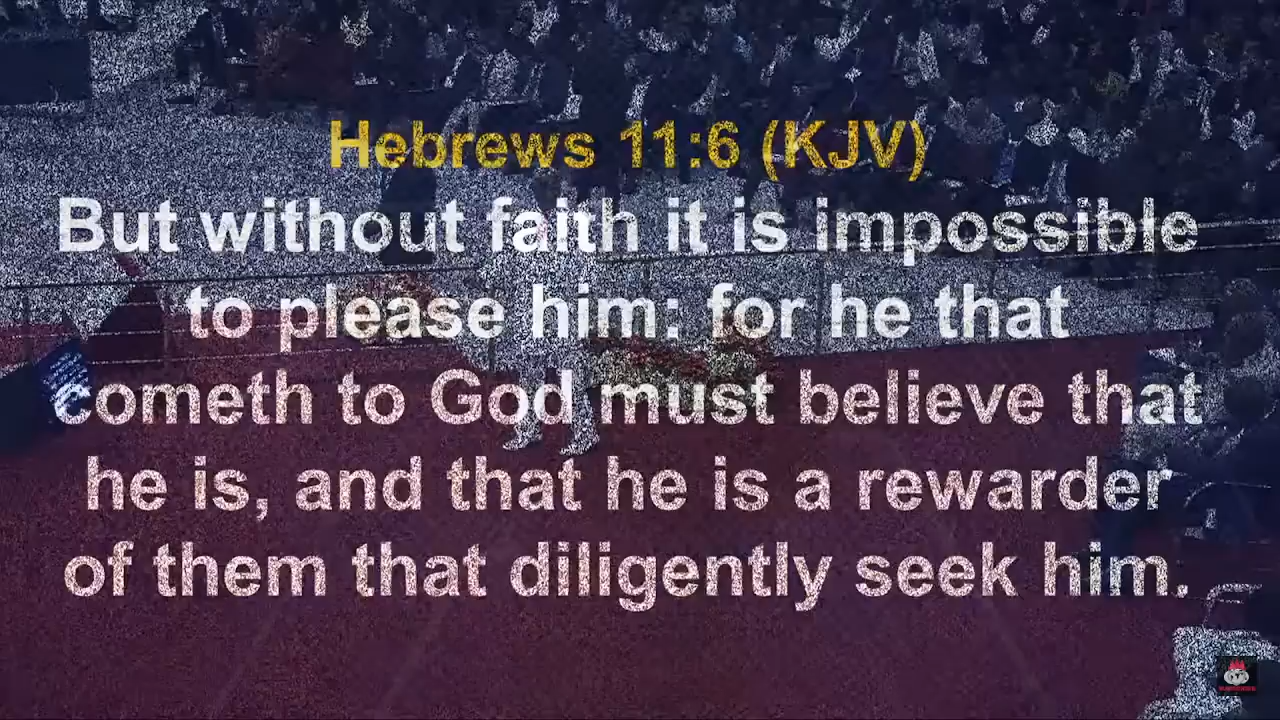 Hebrews 11:6 (KJV)
But without faith it is impossible
to please him: for he that
cometh to God must believe that
he is, and that he is a rewarder
of them that diligently seek him.